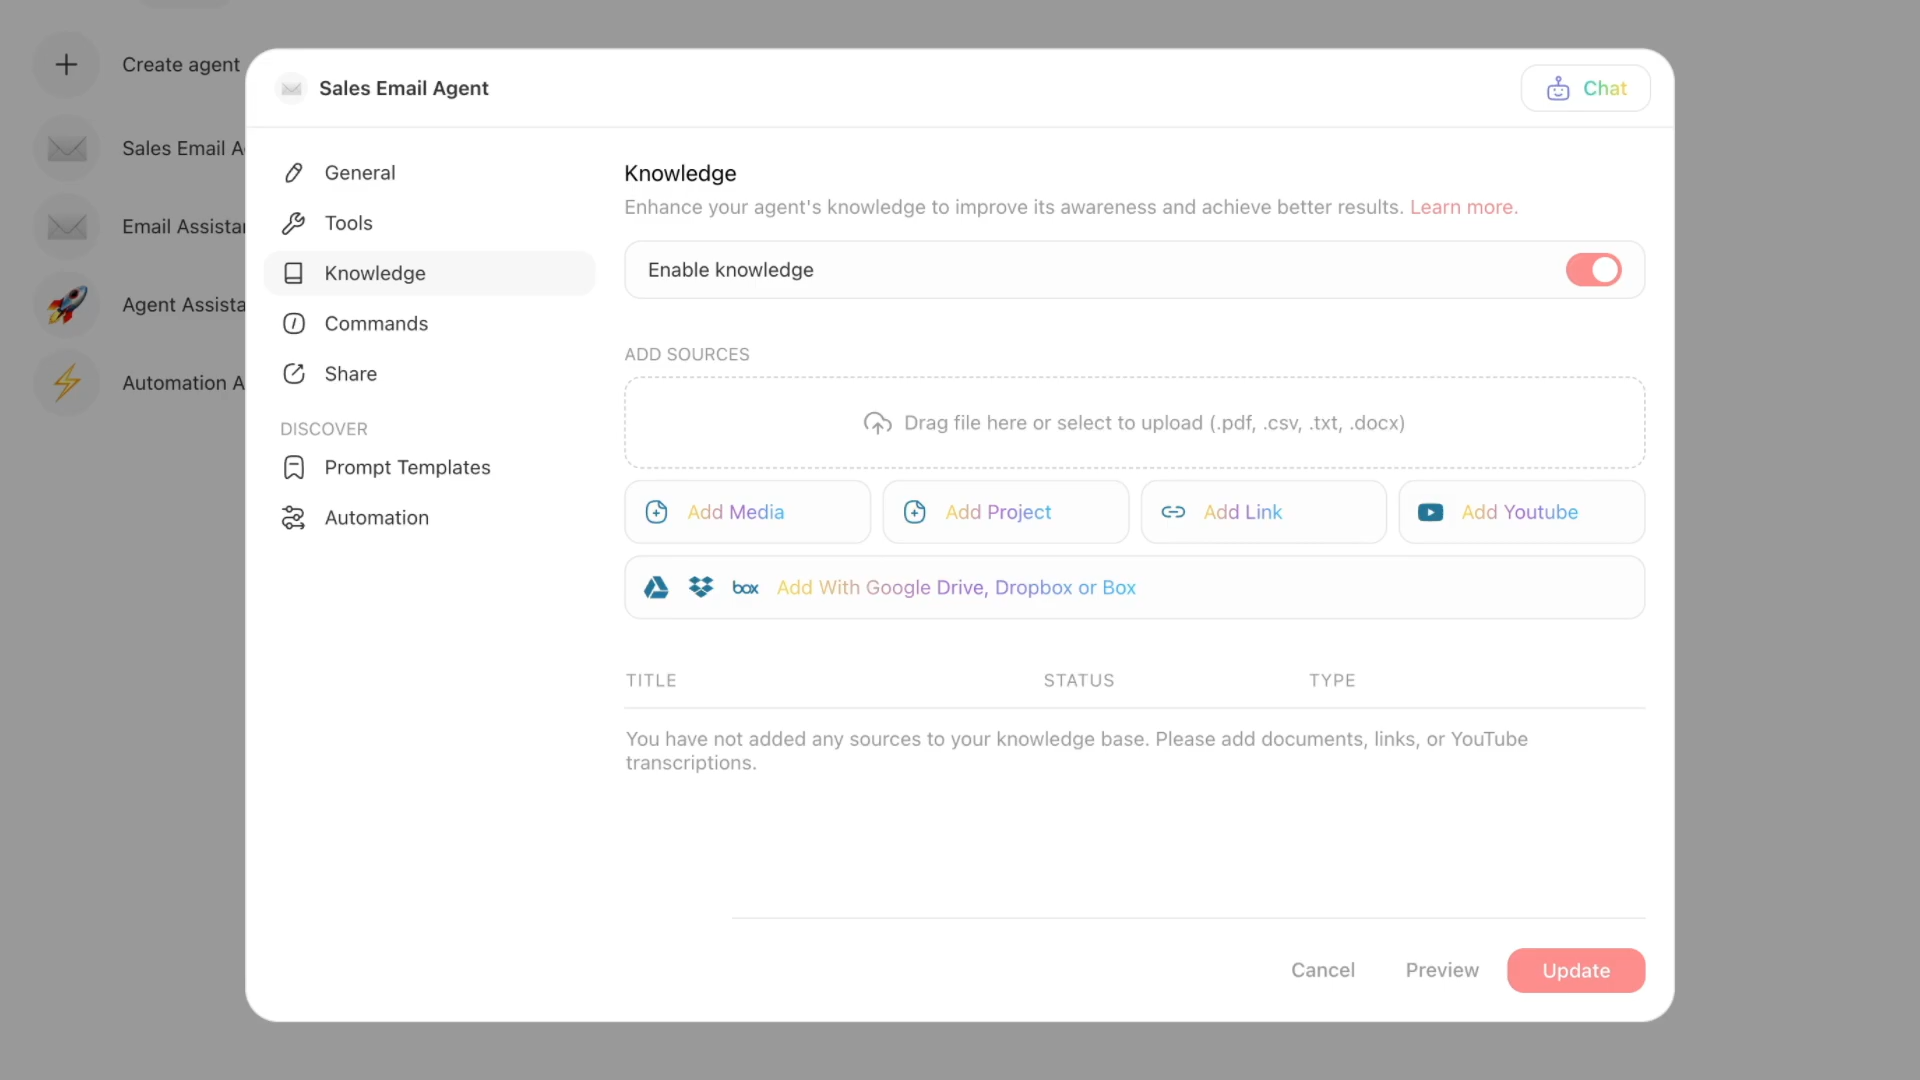 Create agent
Sales Email A
Email Assistan
Agent Assista
Automation A
Sales Email Agent
Chat
General
Tools
Knowledge
Commands
Share
DISCOVER
Prompt Templates
Automation
Knowledge
Enhance your agent's knowledge to improve its awareness and achieve better results. Learn more.
Enable knowledge
ADD SOURCES
Drag file here or select to upload (.pdf, .csv, .txt, .docx)
Add Media
Add Project
Add Link
Add Youtube
box Add With Google Drive, Dropbox or Box
TITLE STATUS TYPE
You have not added any sources to your knowledge base. Please add documents, links, or YouTube
transcriptions.
Cancel
Preview
Update